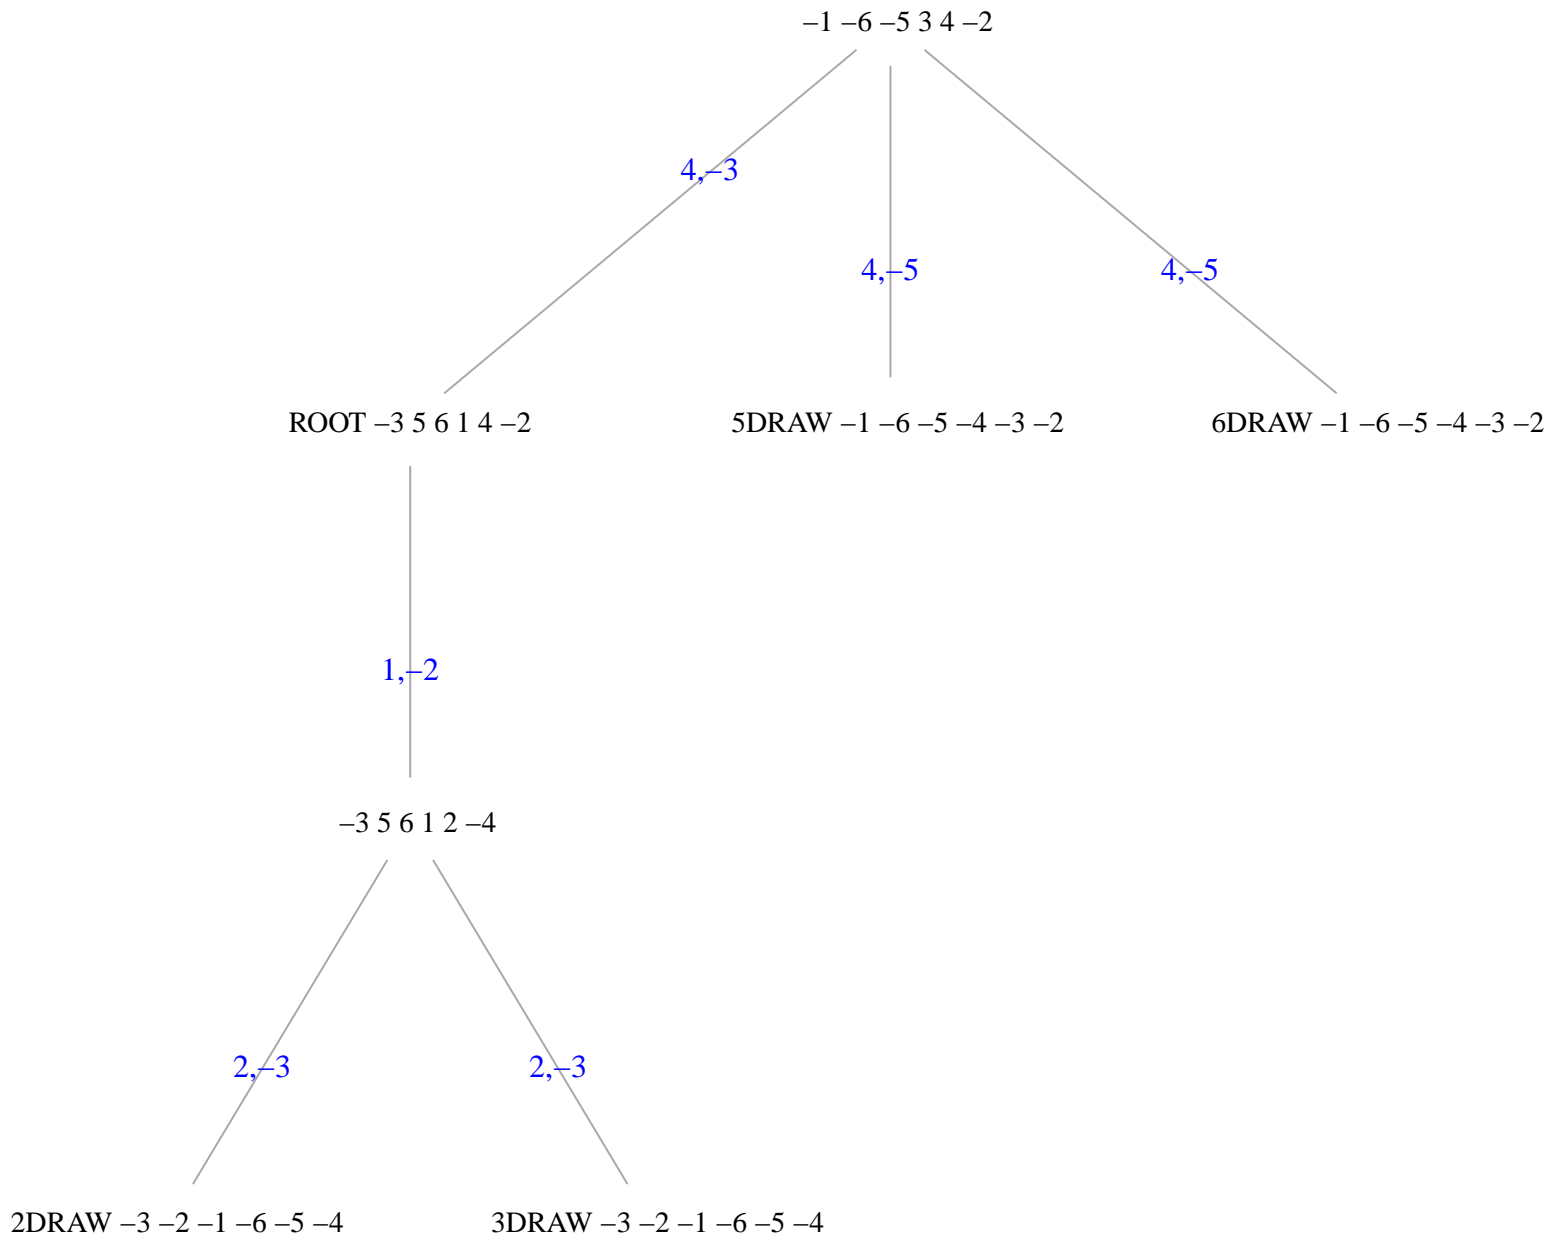 –1 –6 –5 3 4 –2
4,–3
4,–5
4,–5
ROOT –3 5 6 1 4 –2
5DRAW –1 –6 –5 –4 –3 –2
6DRAW –1 –6 –5 –4 –3 –2
1,–2
–3 5 6 1 2 –4
2,–3
2,–3
2DRAW –3 –2 –1 –6 –5 –4
3DRAW –3 –2 –1 –6 –5 –4